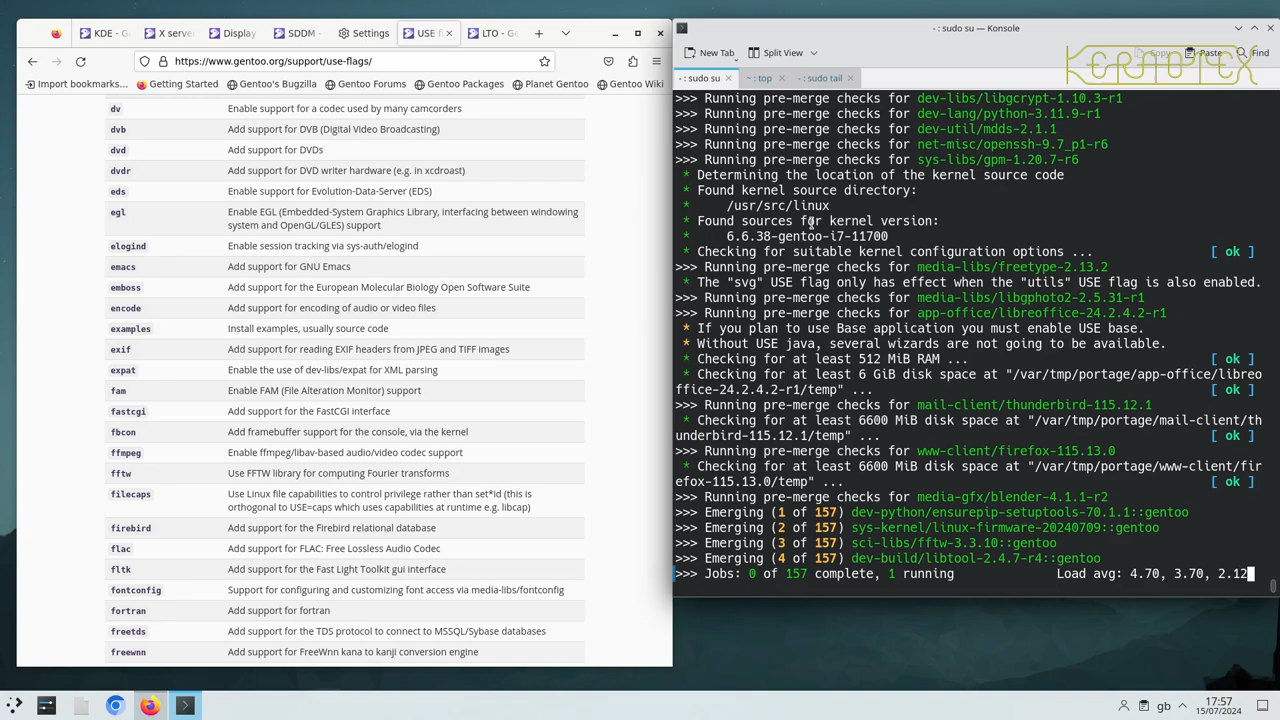 KDE - G
X serve
Display
SDDM -
Settings
USE fl
LTO - G
https://www.gentoo.org/support/use-flags/
Import bookmarks...
Getting Started
Gentoo's Bugzilla
Gentoo Forums
Gentoo Packages
Planet Gentoo
Gentoo Wiki
dv Enable support for a codec used by many camcorders
dvb Add support for DVB (Digital Video Broadcasting)
dvd Add support for DVDs
dvdr Add support for DVD writer hardware (e.g. in xcdroast)
eds Enable support for Evolution-Data-Server (EDS)
egl Enable EGL (Embedded-System Graphics Library, interfacing between windowing
system and OpenGL/GLES) support
elogind Enable session tracking via sys-auth/elogind
emacs Add support for GNU Emacs
emboss Add support for the European Molecular Biology Open Software Suite
encode Add support for encoding of audio or video files
examples Install examples, usually source code
exif Add support for reading EXIF headers from JPEG and TIFF images
expat Enable the use of dev-libs/expat for XML parsing
fam Enable FAM (File Alteration Monitor) support
fastcgi Add support for the FastCGI interface
fbcon Add framebuffer support for the console, via the kernel
ffmpeg Enable ffmpeg/libav-based audio/video codec support
fftw Use FFTW library for computing Fourier transforms
filecaps Use Linux file capabilities to control privilege rather than set*id (this is
orthogonal to USE=caps which uses capabilities at runtime e.g. libcap)
firebird Add support for the Firebird relational database
flac Add support for FLAC: Free Lossless Audio Codec
fltk Add support for the Fast Light Toolkit gui interface
fontconfig Support for configuring and customizing font access via media-libs/fontconfig
fortran Add support for fortran
freetds Add support for the TDS protocol to connect to MSSQL/Sybase databases
freewnn Add support for FreeWnn kana to kanji conversion engine
- : sudo su — Konsole
New Tab
Split View
Copy
Paste
Find
KERNOTEX
- : sudo su
~ : top
- : sudo tail
>>> Running pre-merge checks for dev-libs/libgcrypt-1.10.3-r1
>>> Running pre-merge checks for dev-lang/python-3.11.9-r1
>>> Running pre-merge checks for dev-util/mdds-2.1.1
>>> Running pre-merge checks for net-misc/openssh-9.7_p1-r6
>>> Running pre-merge checks for sys-libs/gpm-1.20.7-r6
* Determining the location of the kernel source code
* Found kernel source directory:
* /usr/src/linux
* Found sources for kernel version:
* 6.6.38-gentoo-i7-11700
* Checking for suitable kernel configuration options ... [ ok ]
>>> Running pre-merge checks for media-libs/freetype-2.13.2
* The "svg" USE flag only has effect when the "utils" USE flag is also enabled.
>>> Running pre-merge checks for media-libs/libgphoto2-2.5.31-r1
>>> Running pre-merge checks for app-office/libreoffice-24.2.4.2-r1
* If you plan to use Base application you must enable USE base.
* Without USE java, several wizards are not going to be available.
* Checking for at least 512 MiB RAM ... [ ok ]
* Checking for at least 6 GiB disk space at "/var/tmp/portage/app-office/libreo
ffice-24.2.4.2-r1/temp" ... [ ok ]
>>> Running pre-merge checks for mail-client/thunderbird-115.12.1
* Checking for at least 6600 MiB disk space at "/var/tmp/portage/mail-client/th
underbird-115.12.1/temp" ... [ ok ]
>>> Running pre-merge checks for www-client/firefox-115.13.0
* Checking for at least 6600 MiB disk space at "/var/tmp/portage/www-client/fir
efox-115.13.0/temp" ... [ ok ]
>>> Running pre-merge checks for media-gfx/blender-4.1.1-r2
>>> Emerging (1 of 157) dev-python/ensurepip-setuptools-70.1.1::gentoo
>>> Emerging (2 of 157) sys-kernel/linux-firmware-20240709::gentoo
>>> Emerging (3 of 157) sci-libs/fftw-3.3.10::gentoo
>>> Emerging (4 of 157) dev-build/libtool-2.4.7-r4::gentoo
>>> Jobs: 0 of 157 complete, 1 running Load avg: 4.70, 3.70, 2.12
gb
17:57
15/07/2024